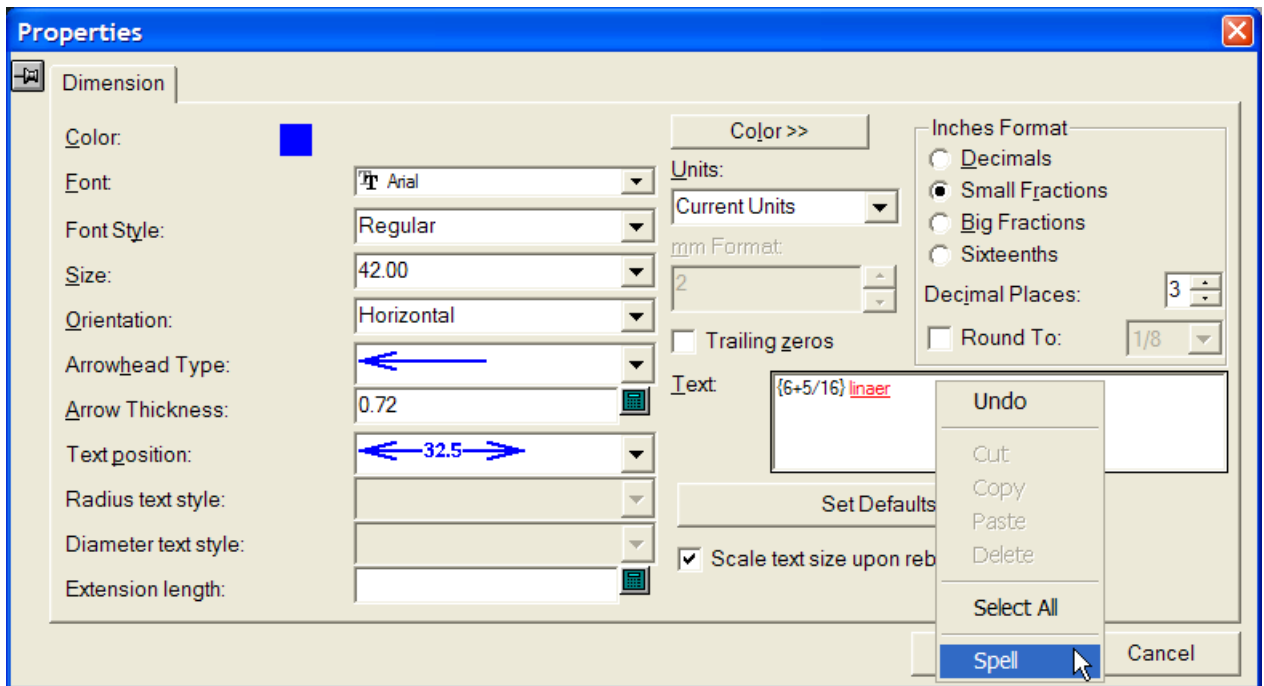 Properties
Dimension
Color:
Font:
Tr Arial
Font Style:
Regular
Size:
42.00
Orientation:
Horizontal
Arrowhead Type:
Arrow Thickness:
0.72
Text position:
32.5
Radius text style:
Diameter text style:
Extension length:
Color >>
Units:
Current Units
mm Format:
2
Trailing zeros
Inches Format
Decimals
Small Fractions
Big Fractions
Sixteenths
Decimal Places:
3
Round To:
1/8
Text
{6+5/16} linaer
Set Defaults
Scale text size upon reb
Undo
Cut
Copy
Paste
Delete
Select All
Spell
Cancel